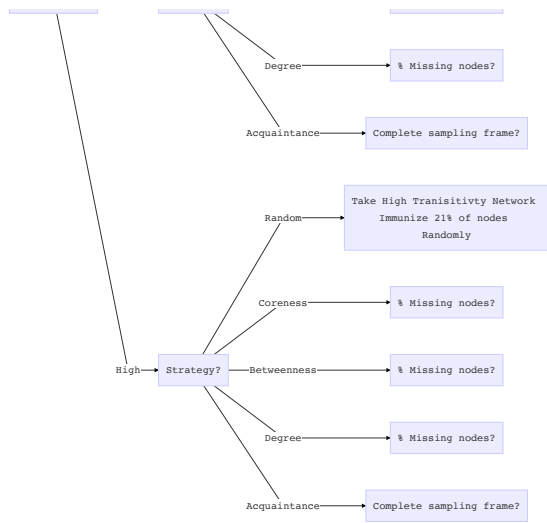 Degree
% Missing nodes?
Acquaintance
Complete sampling frame?
Random
Take High Tranisitivty Network
Immunize 21% of nodes
Randomly
Coreness
% Missing nodes?
High
Strategy?
Betweenness
% Missing nodes?
Degree
% Missing nodes?
Acquaintance
Complete sampling frame?